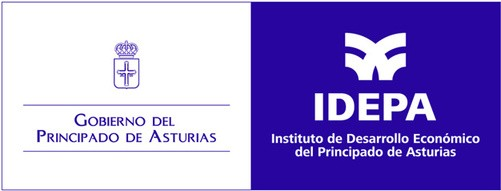 GOBIERNO DEL
PRINCIPADO DE ASTURIAS
IDEPA
Instituto de Desarrollo Económico
del Principado de Asturias